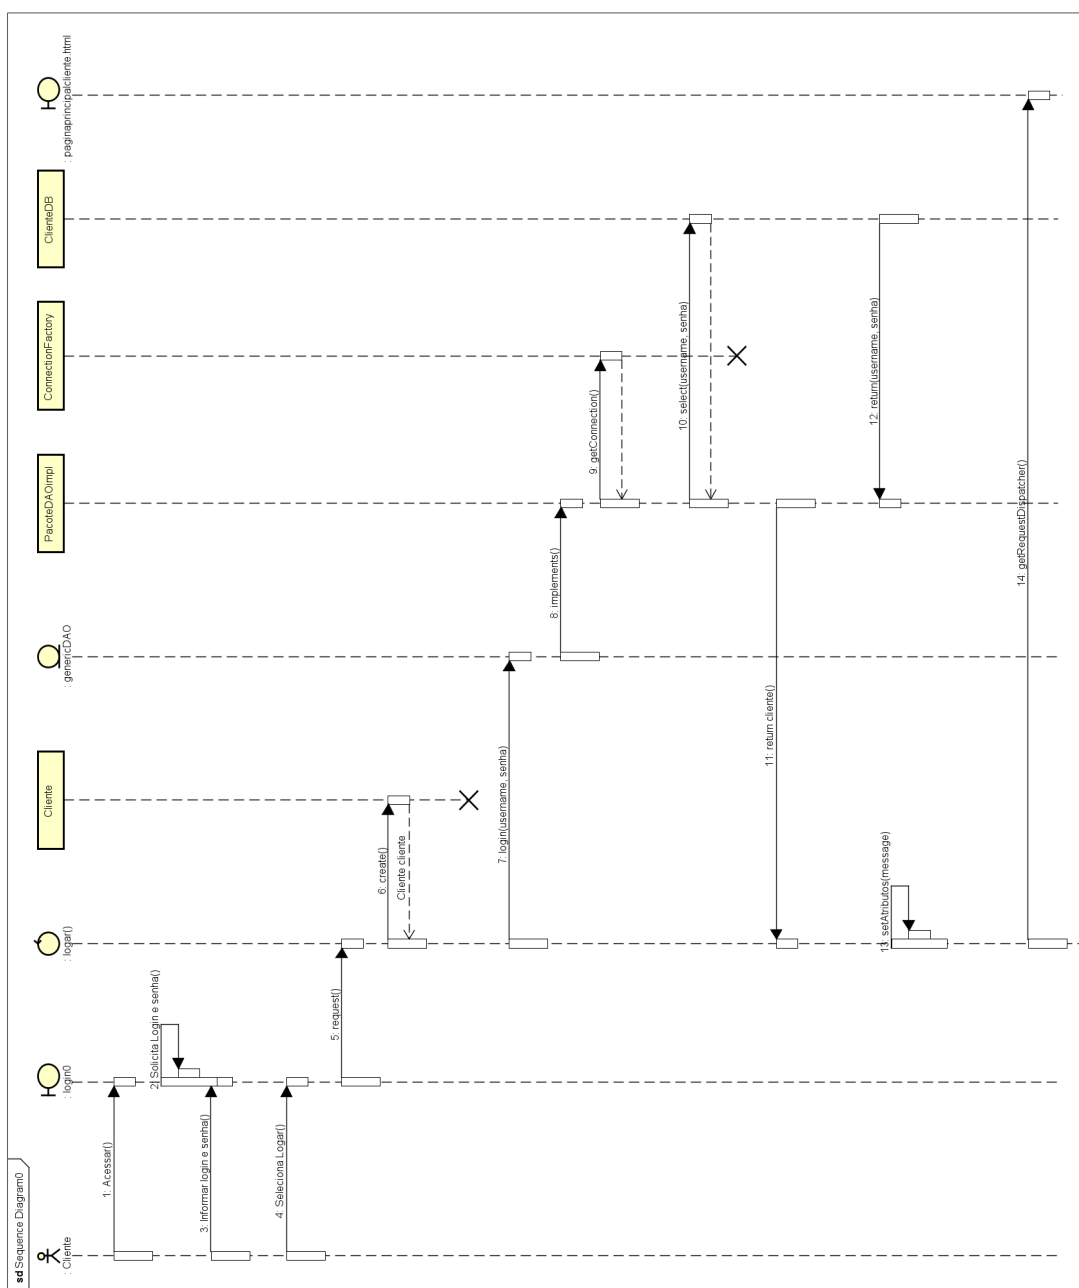 sd Sequence Diagram0
: Cliente
: login0
: logar()
Cliente
: genericDAO
PacoteDAOimpl
ConnectionFactory
ClienteDB
: paginaprincipalcliente.html
1: Acessar()
2: Solicita Login e senha()
3: Informar login e senha()
4: Seleciona Logar()
5: request()
6: create()
Cliente cliente
7: login(username, senha)
8: implements()
9: getConnection()
10: select(username, senha)
11: return cliente()
12: return(username, senha)
13: setAtributos(message)
14: getRequestDispatcher()